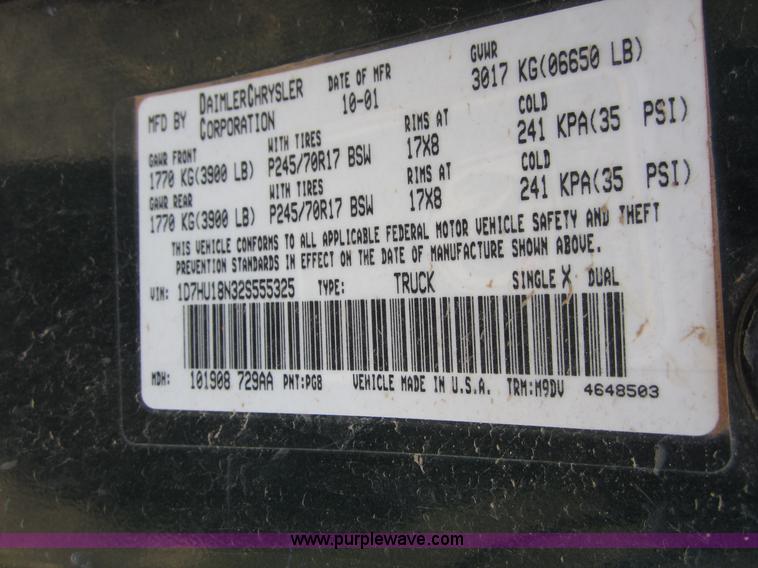 MFD BY DAIMLERCHRYSLER CORPORATION DATE OF MFR 10-01 GVWR 3017 KG(06650 LB)
GAWR FRONT WITH TIRES RIMS AT COLD
1770 KG(3900 LB) P245/70R17 BSW 17X8 241 KPA(35 PSI)
GAWR REAR WITH TIRES RIMS AT COLD
1770 KG(3900 LB) P245/70R17 BSW 17X8 241 KPA(35 PSI)
THIS VEHICLE CONFORMS TO ALL APPLICABLE FEDERAL MOTOR VEHICLE SAFETY AND THEFT
PREVENTION STANDARDS IN EFFECT ON THE DATE OF MANUFACTURE SHOWN ABOVE.
VIN: 1D7HU18N32S555325 TYPE: TRUCK SINGLE X DUAL
MDH: 101908 729AA PNT:PG8 VEHICLE MADE IN U.S.A. TRM:M9DV 4648503
www.purplewave.com